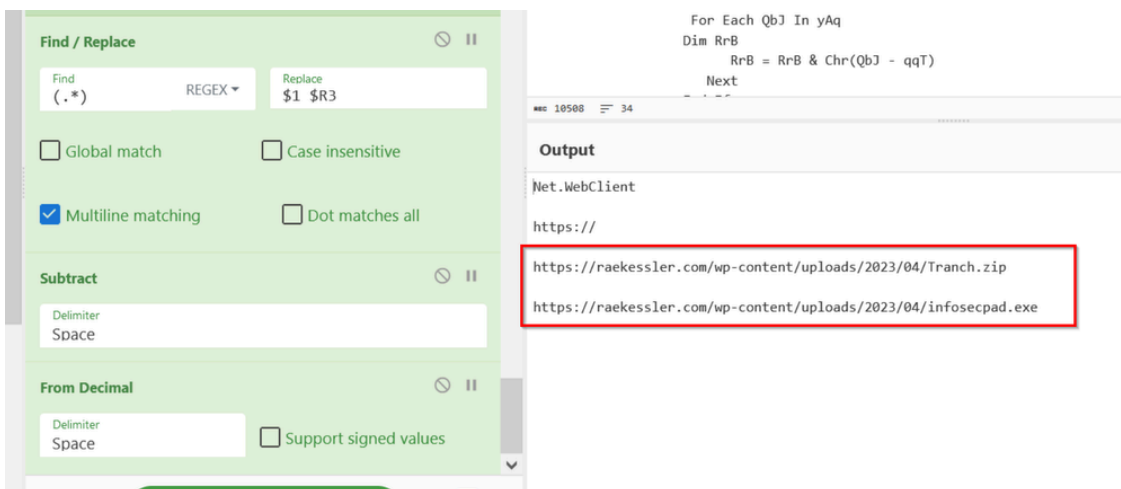 Find / Replace
Find
(.*)
REGEX
Replace
$1 $R3
Global match
Case insensitive
Multiline matching
Dot matches all
Subtract
Delimiter
Space
From Decimal
Delimiter
Space
Support signed values
For Each QbJ In yAq
Dim RrB
RrB = RrB & Chr(QbJ - qqT)
Next
10508
34
Output
Net.WebClient
https://
https://raekessler.com/wp-content/uploads/2023/04/Tranch.zip
https://raekessler.com/wp-content/uploads/2023/04/infosecpad.exe